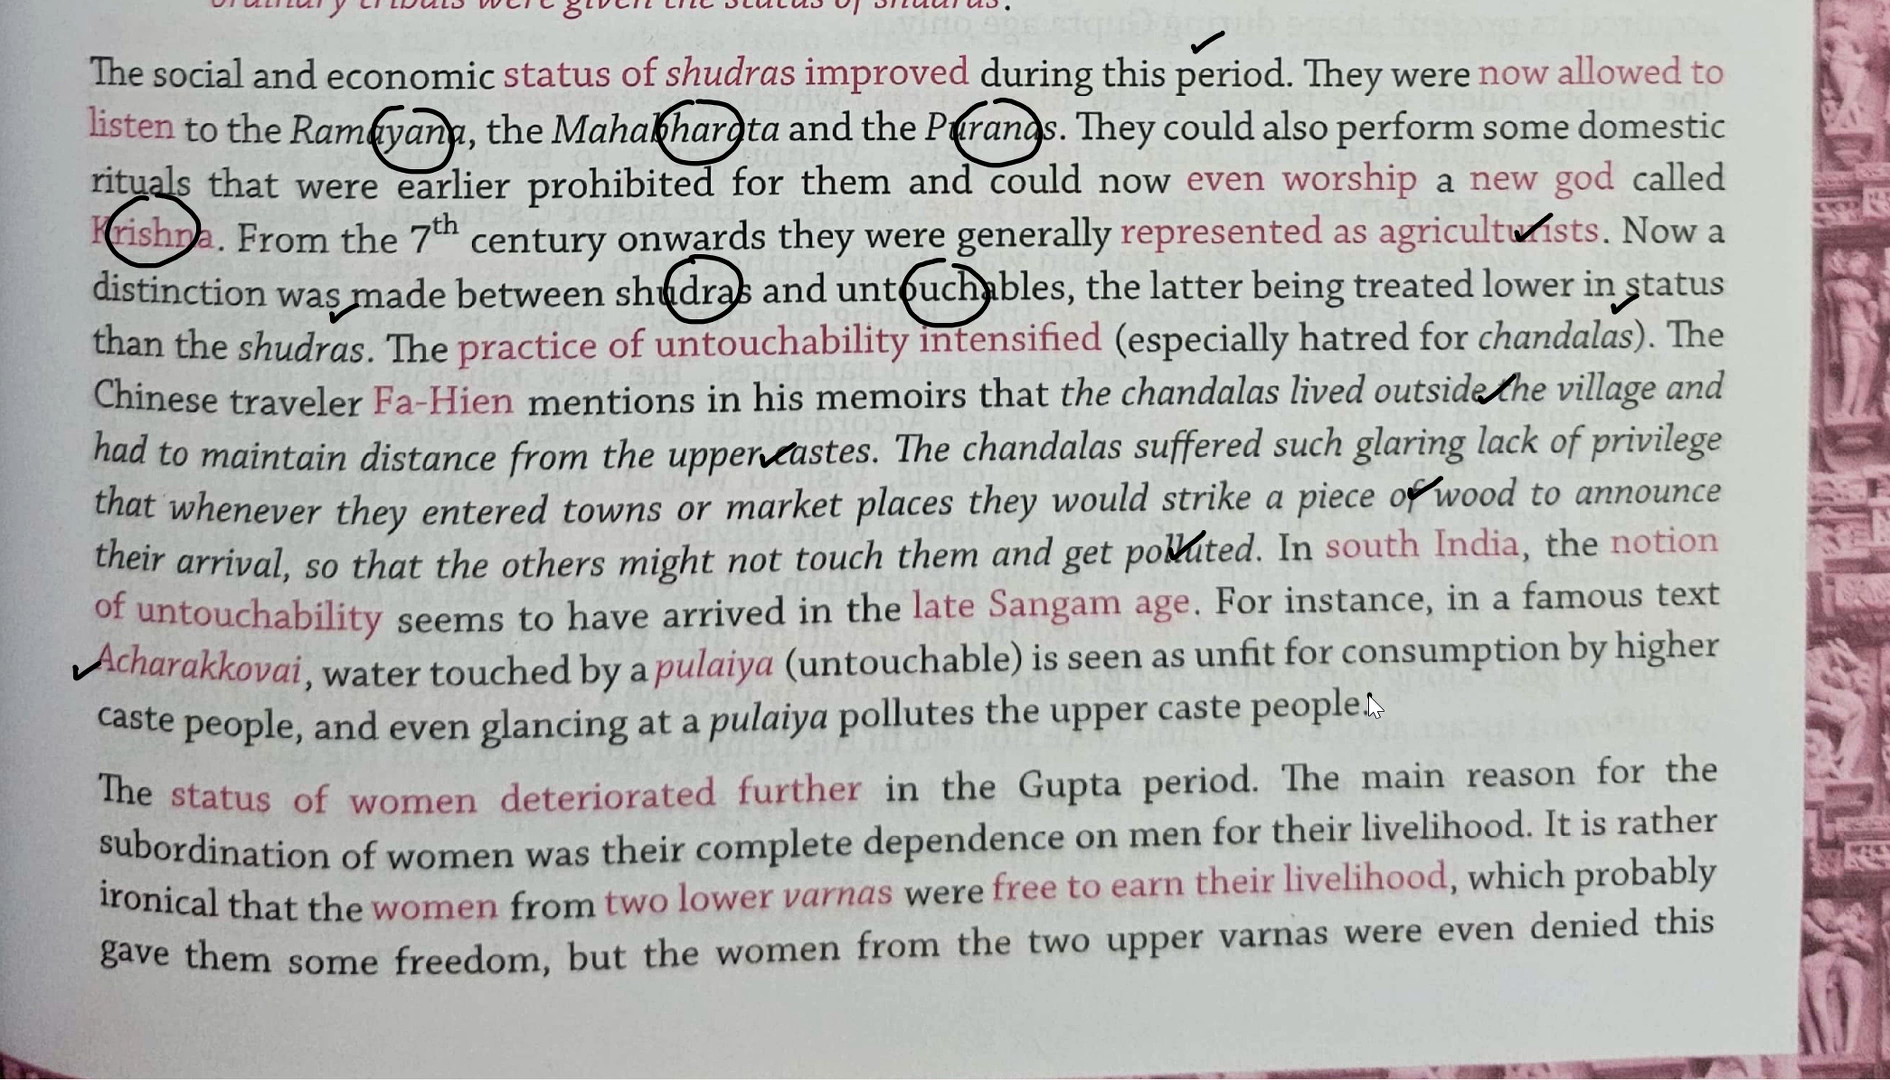 ordinary tribals were given the status of shudras.
The social and economic status of shudras improved during this period. They were now allowed to
listen to the Ramayana, the Mahabharata and the Puranas. They could also perform some domestic
rituals that were earlier prohibited for them and could now even worship a new god called
Krishna. From the 7th century onwards they were generally represented as agriculturists. Now a
distinction was made between shudras and untouchables, the latter being treated lower in status
than the shudras. The practice of untouchability intensified (especially hatred for chandalas). The
Chinese traveler Fa-Hien mentions in his memoirs that the chandalas lived outside the village and
had to maintain distance from the upper castes. The chandalas suffered such glaring lack of privilege
that whenever they entered towns or market places they would strike a piece of wood to announce
their arrival, so that the others might not touch them and get polluted. In south India, the notion
of untouchability seems to have arrived in the late Sangam age. For instance, in a famous text
Acharakkovai, water touched by a pulaiya (untouchable) is seen as unfit for consumption by higher
caste people, and even glancing at a pulaiya pollutes the upper caste people.
The status of women deteriorated further in the Gupta period. The main reason for the
subordination of women was their complete dependence on men for their livelihood. It is rather
ironical that the women from two lower varnas were free to earn their livelihood, which probably
gave them some freedom, but the women from the two upper varnas were even denied this